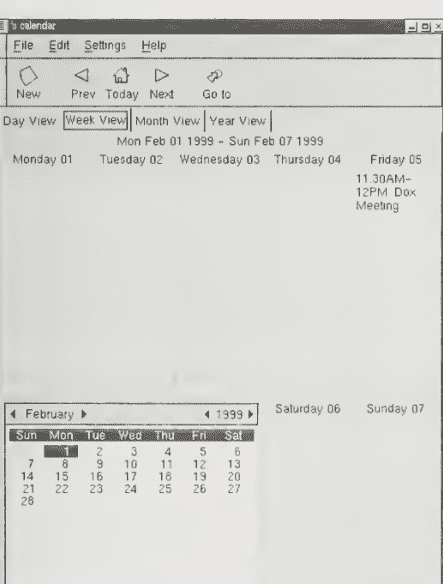 's calendar
File Edit Settings Help
New Prev Today Next Go to
Day View Week View Month View Year View
Mon Feb 01 1999 - Sun Feb 07 1999
Monday 01 Tuesday 02 Wednesday 03 Thursday 04 Friday 05
11.30AM-
12PM Dox
Meeting
February 1999
Saturday 06 Sunday 07
Sun Mon Tue Wed Thu Fri Sat
1 2 3 4 5 6
7 8 9 10 11 12 13
14 15 16 17 18 19 20
21 22 23 24 25 26 27
28